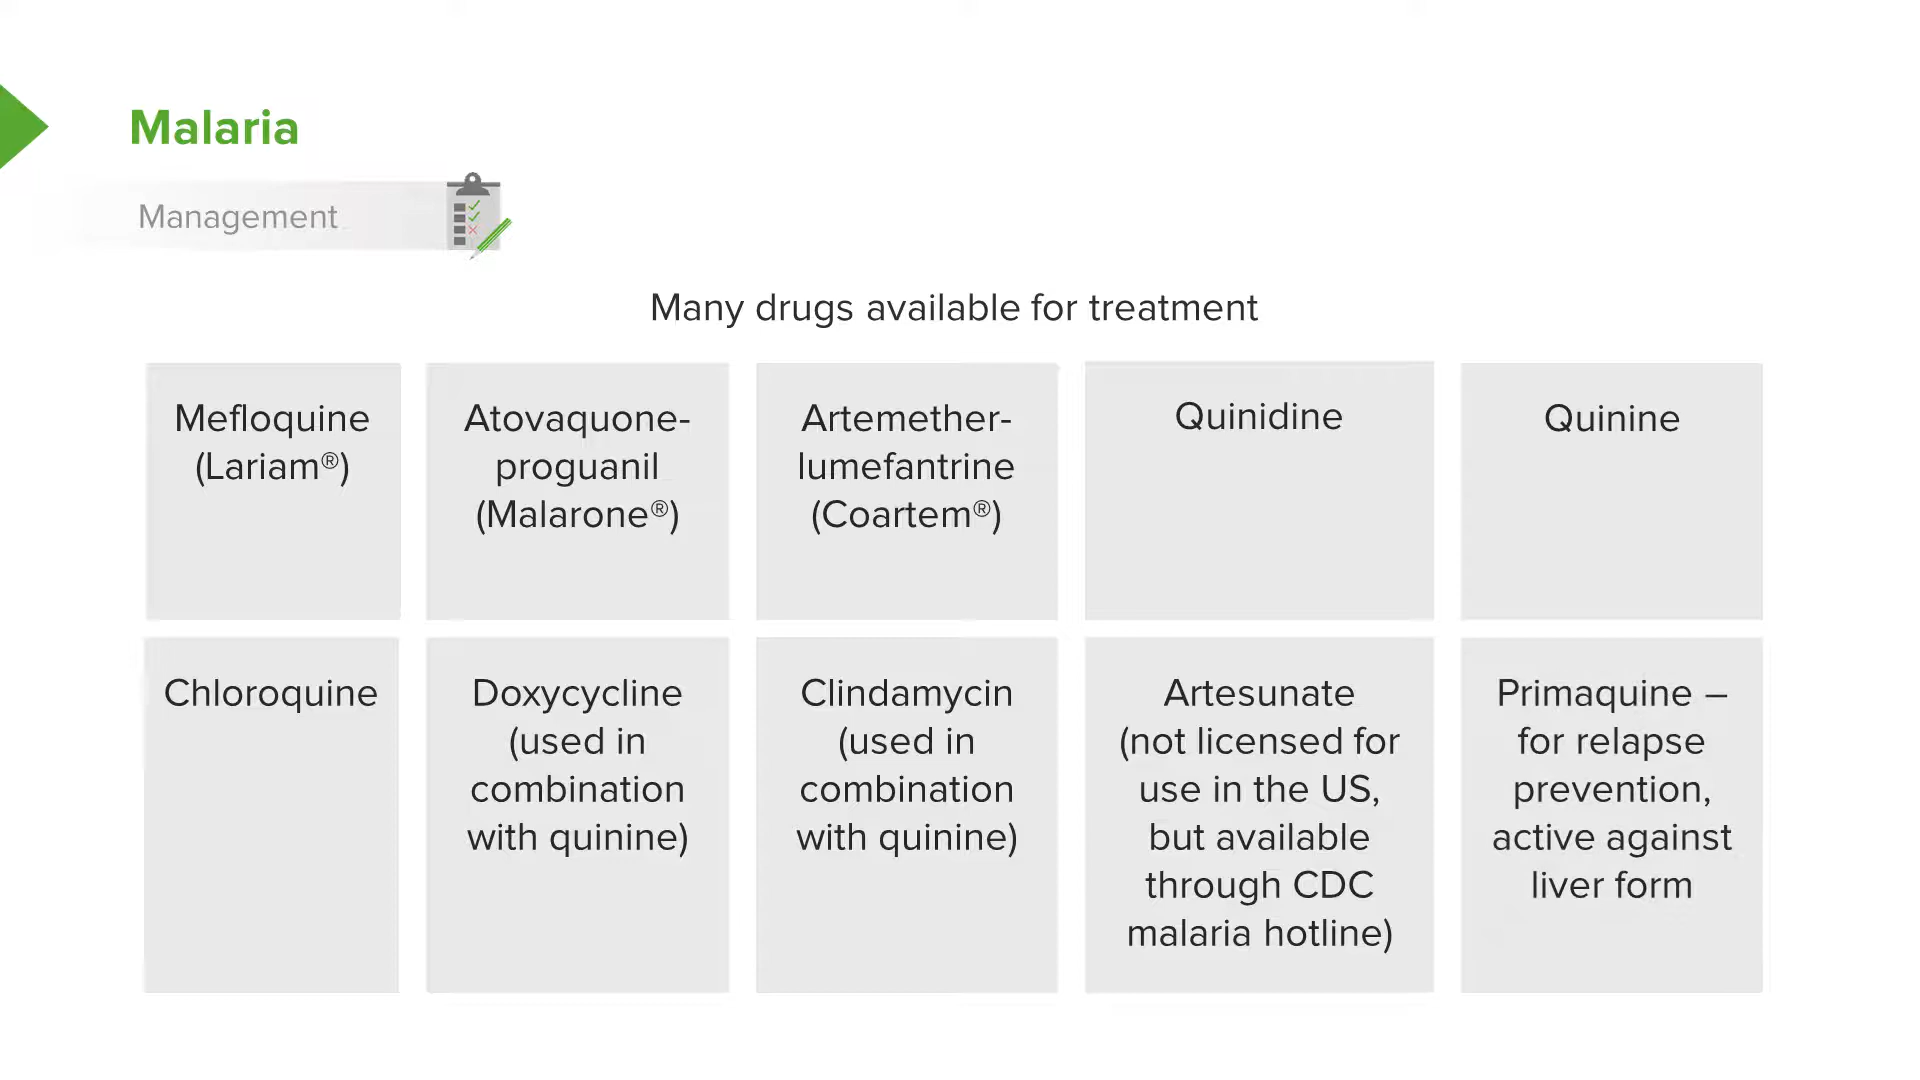 Malaria
Management
Many drugs available for treatment
Mefloquine
(Lariam®)
Atovaquone-
proguanil
(Malarone®)
Artemether-
lumefantrine
(Coartem®)
Quinidine
Quinine
Chloroquine
Doxycycline
(used in
combination
with quinine)
Clindamycin
(used in
combination
with quinine)
Artesunate
(not licensed for
use in the US,
but available
through CDC
malaria hotline)
Primaquine –
for relapse
prevention,
active against
liver form